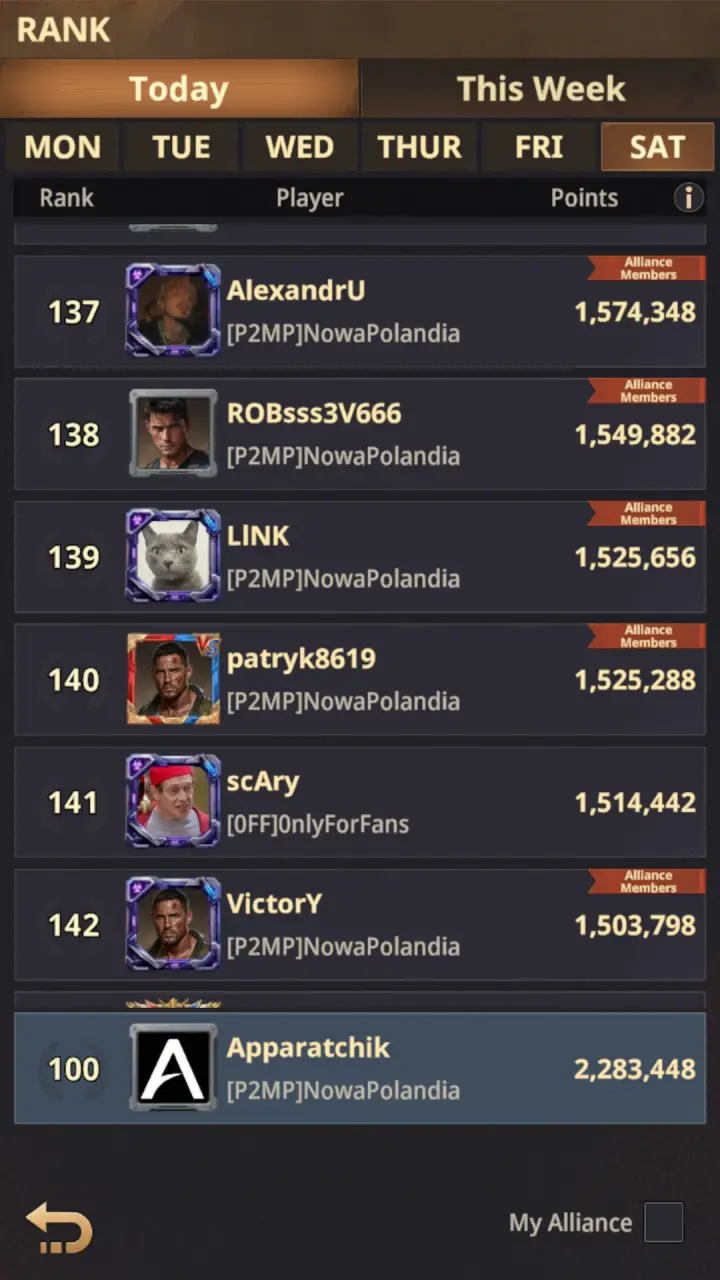 RANK
Today
This Week
MON TUE WED THUR FRI SAT
Rank Player Points i
Alliance Members
137 AlexandrU 1,574,348
[P2MP]NowaPolandia
Alliance Members
138 ROBsss3V666 1,549,882
[P2MP]NowaPolandia
Alliance Members
139 LINK 1,525,656
[P2MP]NowaPolandia
Alliance Members
140 patryk8619 1,525,288
[P2MP]NowaPolandia
141 scAry 1,514,442
[0FF]0nlyForFans
Alliance Members
142 VictorY 1,503,798
[P2MP]NowaPolandia
100 Apparatchik 2,283,448
[P2MP]NowaPolandia
My Alliance